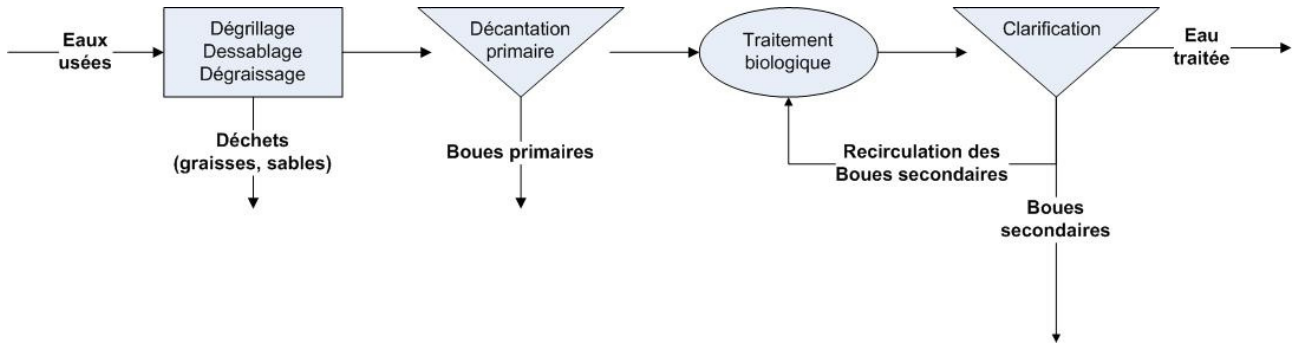 Eaux
usées
Dégrillage
Dessablage
Dégraissage
Déchets
(graisses, sables)
Décantation
primaire
Boues primaires
Traitement
biologique
Recirculation des
Boues secondaires
Clarification
Eau
traitée
Boues
secondaires